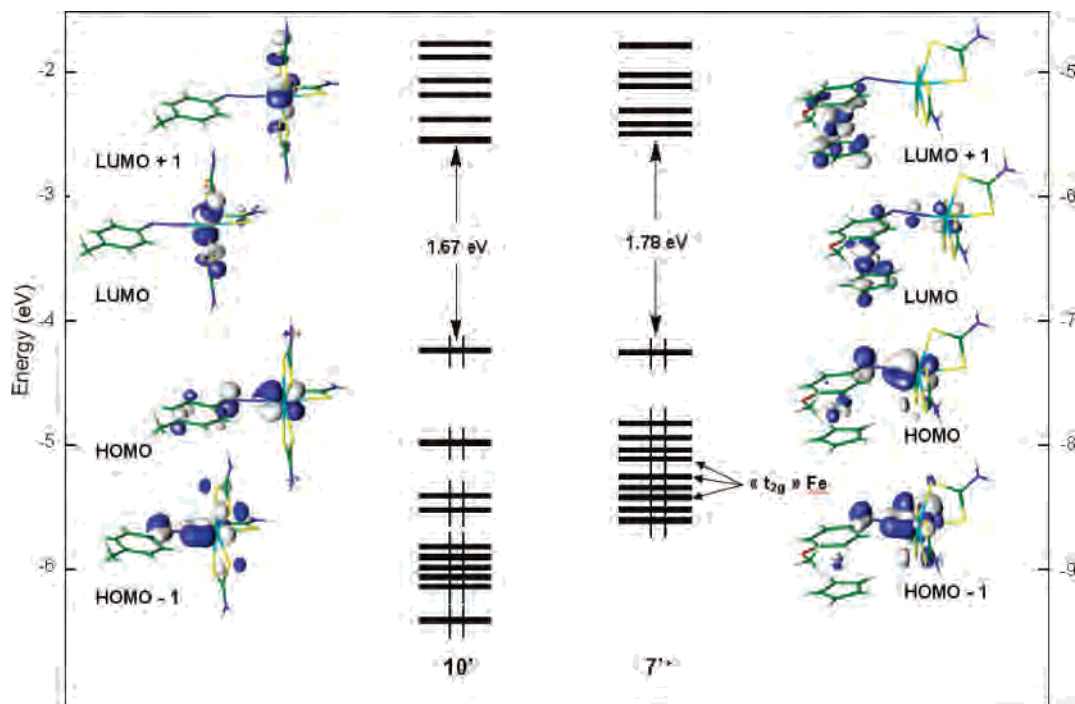 -2
-3
-4
-5
-6
Energy (eV)
LUMO + 1
LUMO
HOMO
HOMO - 1
1.67 eV
10'
1.78 eV
« t2g » Fe
7'+
LUMO + 1
LUMO
HOMO
HOMO - 1
-5
-6
-7
-8
-9